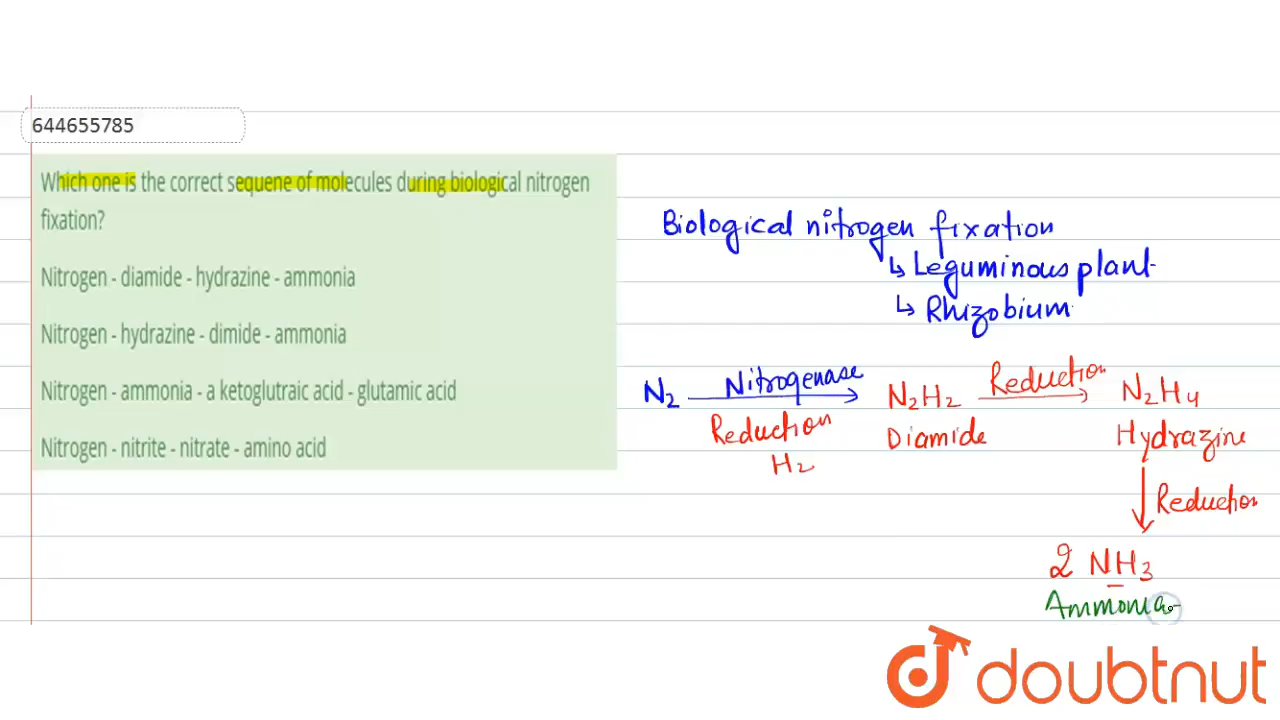 644655785
Which one is the correct sequene of molecules during biological nitrogen
fixation?
Nitrogen - diamide - hydrazine - ammonia
Nitrogen - hydrazine - dimide - ammonia
Nitrogen - ammonia - a ketoglutraic acid - glutamic acid
Nitrogen - nitrite - nitrate - amino acid
Biological nitrogen fixation
↳ Leguminous plant
↳ Rhizobium
N₂ Nitrogenase N₂H₂ Reduction N₂H₄
Reduction Diamide Hydrazine
H₂
Reduction
2 NH₃
Ammonia
doubtnut